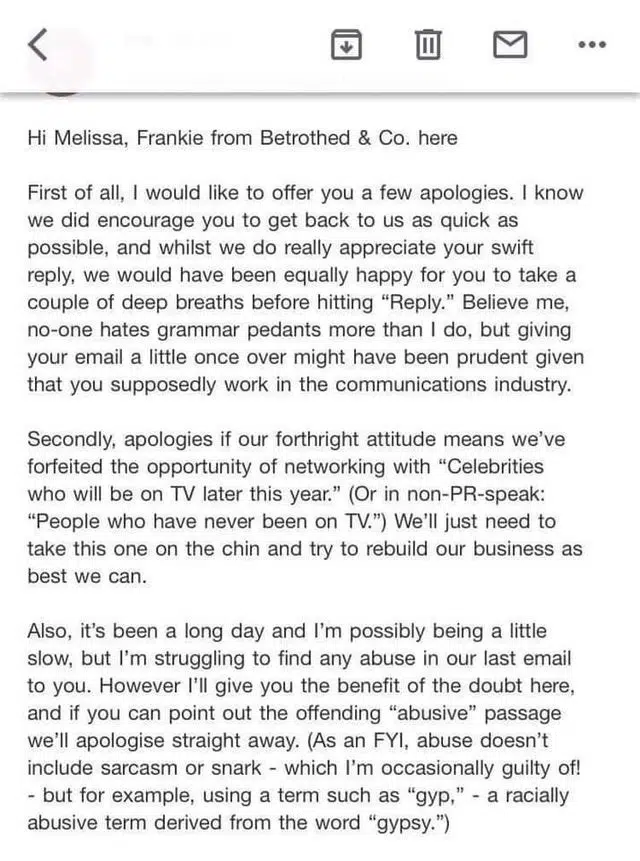 Hi Melissa, Frankie from Betrothed & Co. here
First of all, I would like to offer you a few apologies. I know
we did encourage you to get back to us as quick as
possible, and whilst we do really appreciate your swift
reply, we would have been equally happy for you to take a
couple of deep breaths before hitting “Reply.” Believe me,
no-one hates grammar pedants more than I do, but giving
your email a little once over might have been prudent given
that you supposedly work in the communications industry.
Secondly, apologies if our forthright attitude means we’ve
forfeited the opportunity of networking with “Celebrities
who will be on TV later this year.” (Or in non-PR-speak:
“People who have never been on TV.”) We’ll just need to
take this one on the chin and try to rebuild our business as
best we can.
Also, it’s been a long day and I’m possibly being a little
slow, but I’m struggling to find any abuse in our last email
to you. However I’ll give you the benefit of the doubt here,
and if you can point out the offending “abusive” passage
we’ll apologise straight away. (As an FYI, abuse doesn’t
include sarcasm or snark - which I’m occasionally guilty of!
- but for example, using a term such as “gyp,” - a racially
abusive term derived from the word “gypsy.”)